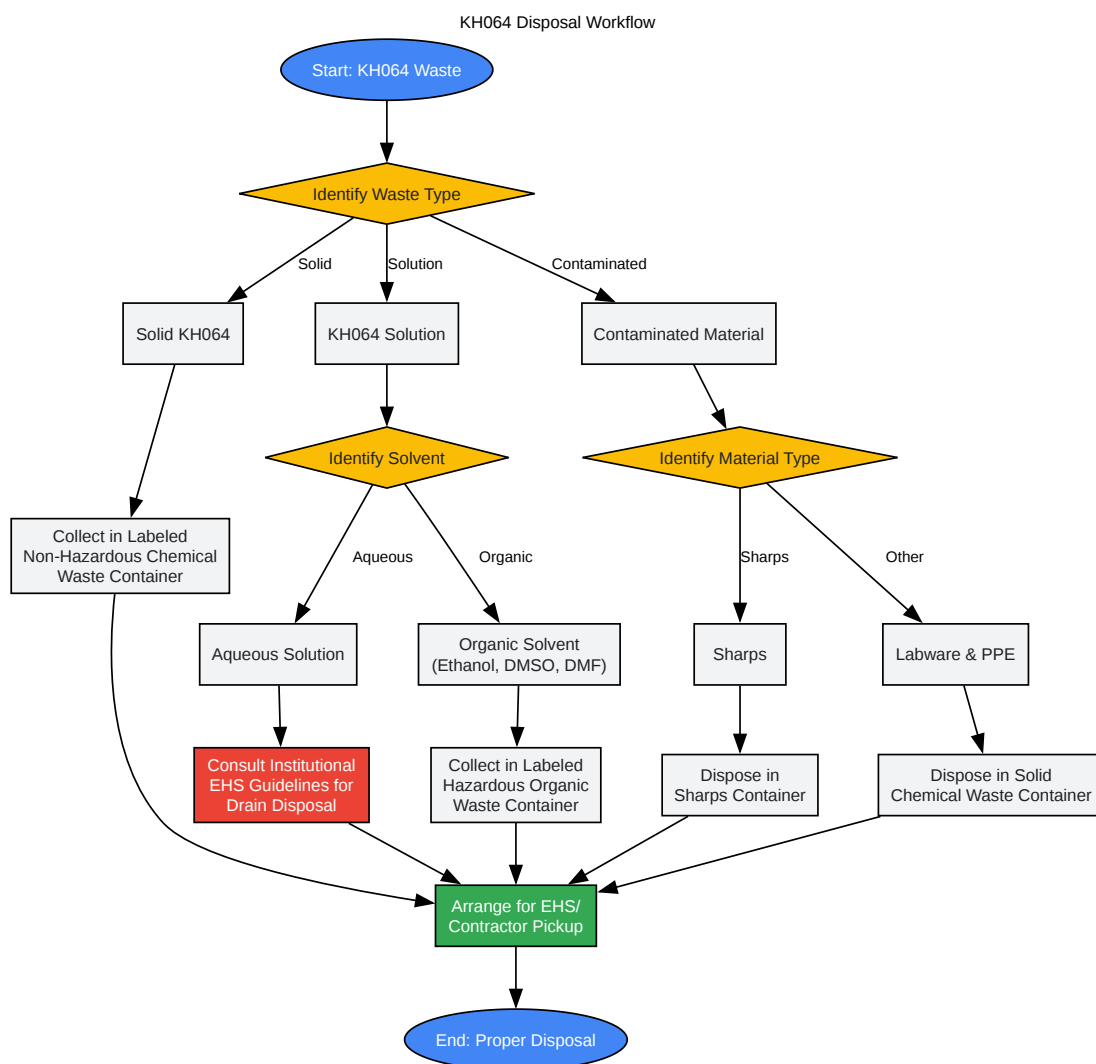 KH064 Disposal Workflow
Start: KH064 Waste
Identify Waste Type
Solid
Solution
Contaminated
Solid KH064
KH064 Solution
Contaminated Material
Identify Solvent
Identify Material Type
Collect in Labeled
Non-Hazardous Chemical
Waste Container
Aqueous
Organic
Sharps
Other
Aqueous Solution
Organic Solvent
(Ethanol, DMSO, DMF)
Sharps
Labware & PPE
Consult Institutional
EHS Guidelines for
Drain Disposal
Collect in Labeled
Hazardous Organic
Waste Container
Dispose in
Sharps Container
Dispose in Solid
Chemical Waste Container
Arrange for EHS/
Contractor Pickup
End: Proper Disposal